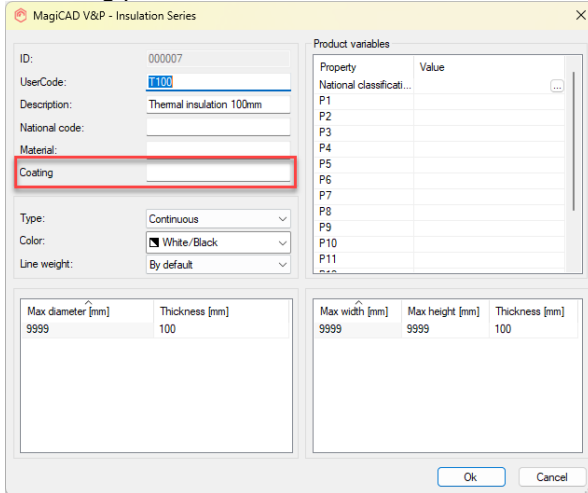 MagiCAD V&P - Insulation Series
ID: 000007
UserCode: T100
Description: Thermal insulation 100mm
National code:
Material:
Coating
Type: Continuous
Color: White/Black
Line weight: By default
Product variables
Property Value
National classificati... ...
P1
P2
P3
P4
P5
P6
P7
P8
P9
P10
P11
Max diameter [mm] Thickness [mm]
9999 100
Max width [mm] Max height [mm] Thickness [mm]
9999 9999 100
Ok Cancel